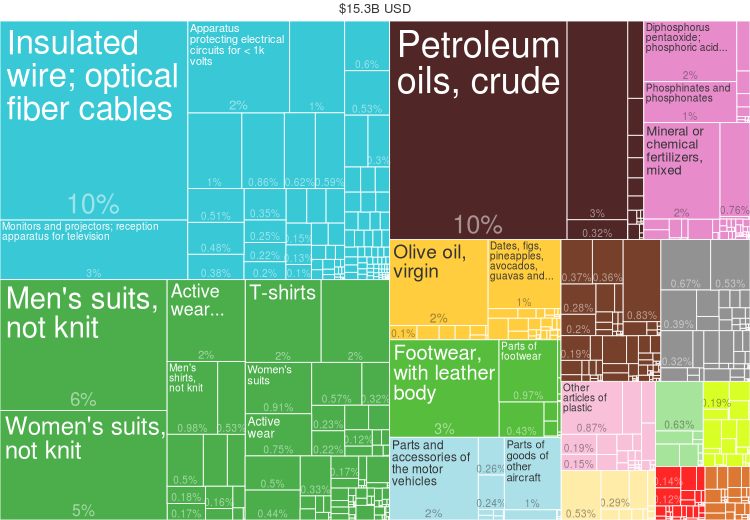 $15.3B USD
Insulated
wire; optical
fiber cables
10%
Monitors and projectors; reception
apparatus for television
3%
Apparatus
protecting electrical
circuits for < 1k
volts
2%
1%
0.6%
0.53%
1%
0.86%
0.62%
0.59%
0.3%
0.51%
0.35%
0.48%
0.25%
0.15%
0.22%
0.13%
0.38%
0.2%
0.1%
Men's suits,
not knit
6%
Women's suits,
not knit
5%
Active
wear...
2%
T-shirts
2%
2%
Men's
shirts,
not knit
0.98%
0.53%
Women's
suits
0.91%
0.57%
0.32%
Active
wear
0.75%
0.23%
0.22%
0.12%
0.5%
0.18%
0.16%
0.17%
0.5%
0.33%
0.17%
0.44%
Petroleum
oils, crude
10%
3%
0.32%
Diphosphorus
pentaoxide;
phosphoric acid...
2%
Phosphinates and
phosphonates
1%
Mineral or
chemical
fertilizers,
mixed
2%
0.76%
Olive oil,
virgin
2%
0.1%
Dates, figs,
pineapples,
avocados,
guavas and...
1%
0.37%
0.36%
0.28%
0.83%
0.2%
0.19%
0.67%
0.53%
0.39%
0.32%
Footwear,
with leather
body
3%
Parts of
footwear
0.97%
0.43%
Parts and
accessories of
the motor
vehicles
2%
0.26%
0.24%
Parts of
goods of
other
aircraft
1%
Other
articles of
plastic
0.87%
0.19%
0.15%
0.53%
0.29%
0.63%
0.19%
0.14%
0.12%